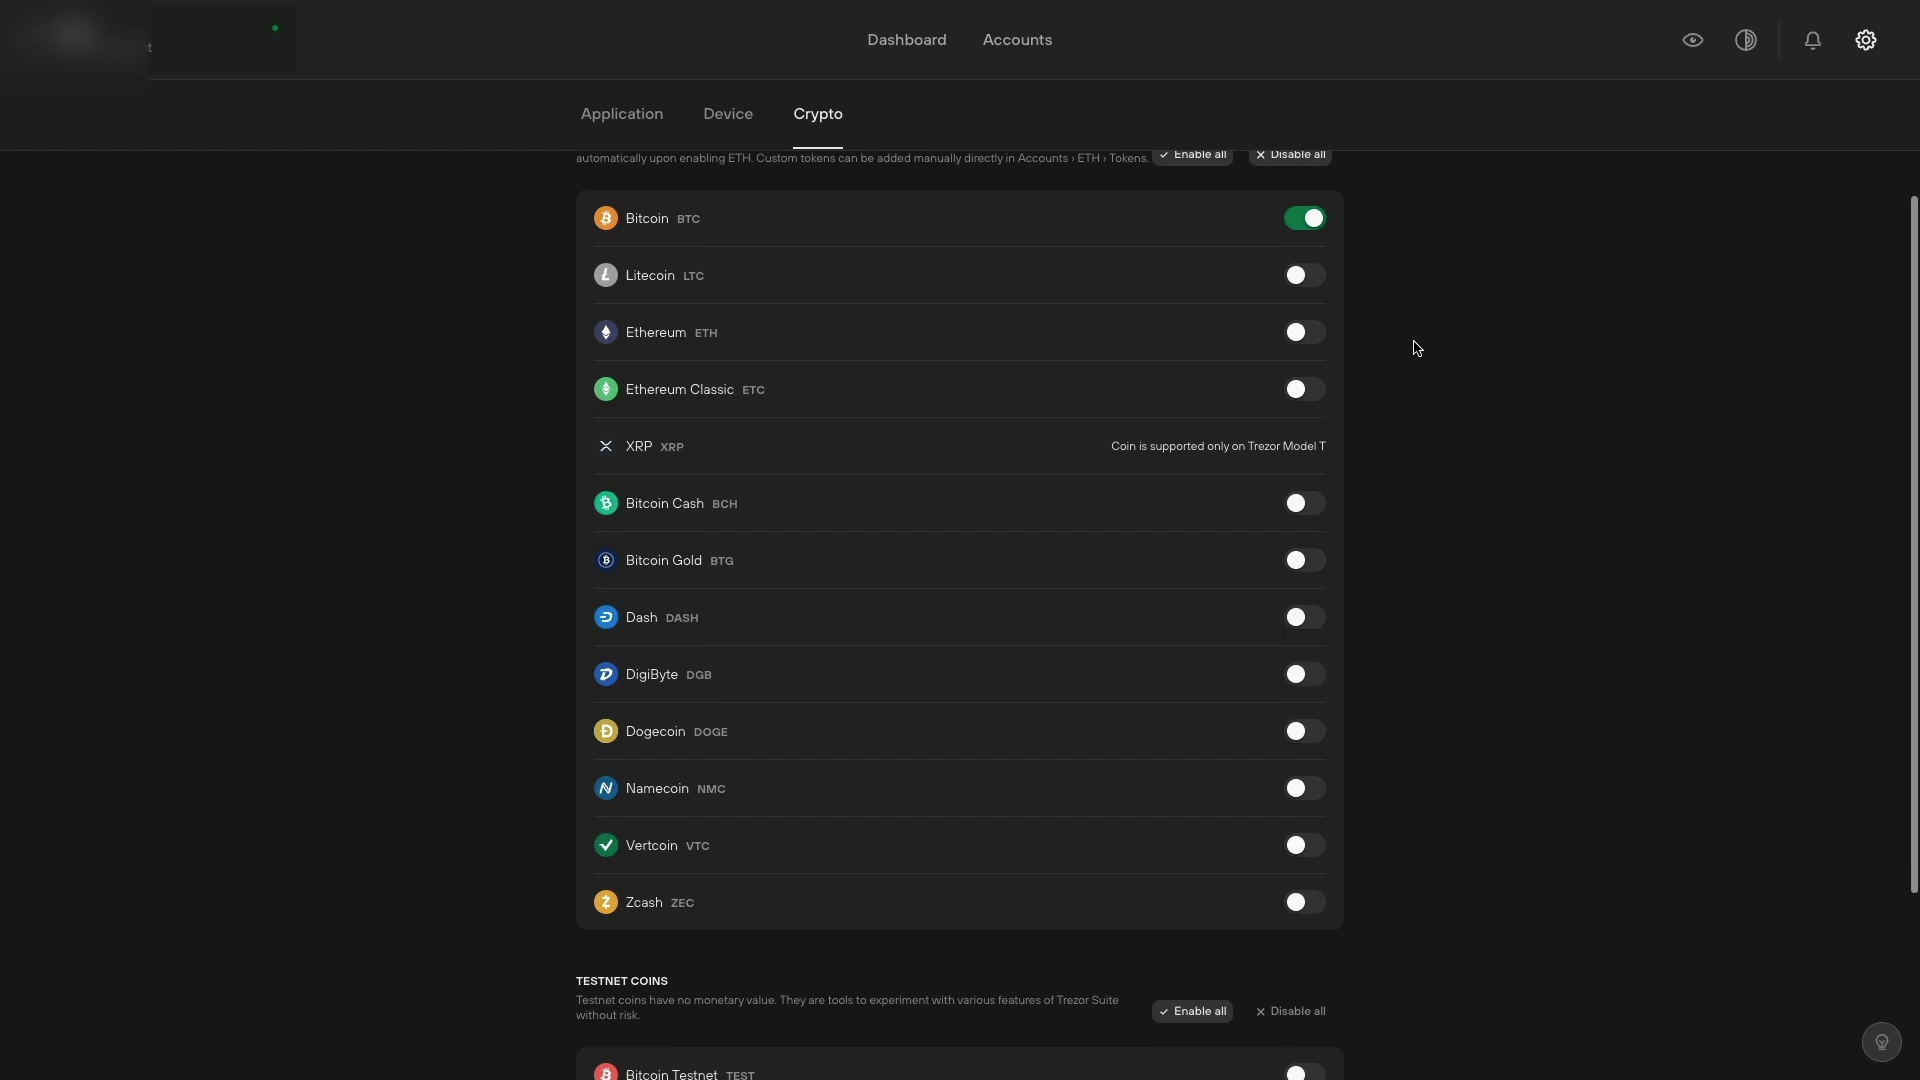 Dashboard
Accounts
Application
Device
Crypto
automatically upon enabling ETH. Custom tokens can be added manually directly in Accounts › ETH › Tokens.
Enable all
Disable all
Bitcoin BTC
Litecoin LTC
Ethereum ETH
Ethereum Classic ETC
XRP XRP
Coin is supported only on Trezor Model T
Bitcoin Cash BCH
Bitcoin Gold BTG
Dash DASH
DigiByte DGB
Dogecoin DOGE
Namecoin NMC
Vertcoin VTC
Zcash ZEC
TESTNET COINS
Testnet coins have no monetary value. They are tools to experiment with various features of Trezor Suite
without risk.
Enable all
Disable all
Bitcoin Testnet TEST